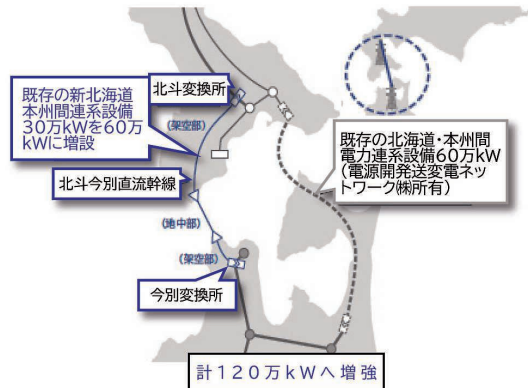 既存の新北海道
本州間連系設備
30万kWを60万
kWに増設
北斗変換所
(架空部)
既存の北海道・本州間
電力連系設備60万kW
(電源開発送変電ネッ
トワーク㈱所有)
北斗今別直流幹線
(地中部)
(架空部)
今別変換所
計120万kWへ増強